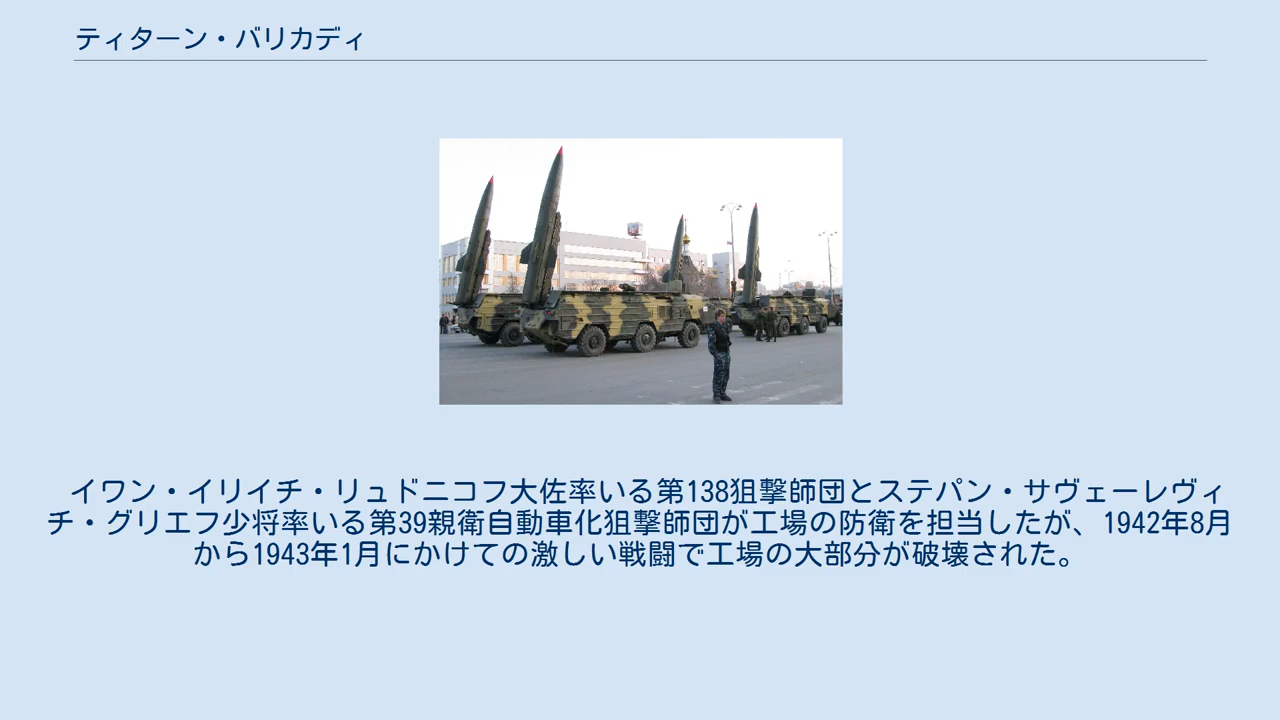 ティターン・バリカディ
イワン・イリイチ・リュドニコフ大佐率いる第138狙撃師団とステパン・サヴェーレヴィ
チ・グリエフ少将率いる第39親衛自動車化狙撃師団が工場の防衛を担当したが、1942年8月
から1943年1月にかけての激しい戦闘で工場の大部分が破壊された。